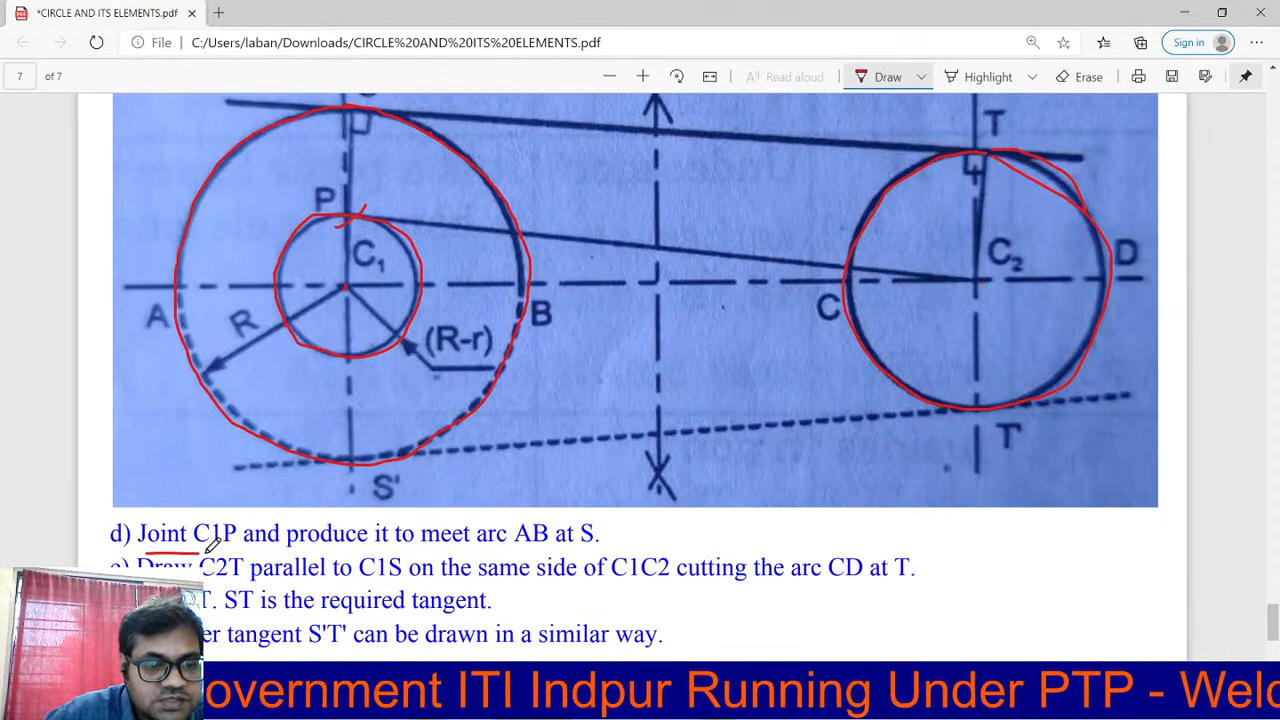 *CIRCLE AND ITS ELEMENTS.pdf
File C:/Users/laban/Downloads/CIRCLE%20AND%20ITS%20ELEMENTS.pdf Sign in
7 of 7 Read aloud Draw Highlight Erase
T
P
C₁ C₂ D
A R B C
(R-r)
T'
S'
d) Joint C1P and produce it to meet arc AB at S.
Draw C2T parallel to C1S on the same side of C1C2 cutting the arc CD at T.
T. ST is the required tangent.
er tangent S'T' can be drawn in a similar way.
overnment ITI Indpur Running Under PTP - Weld